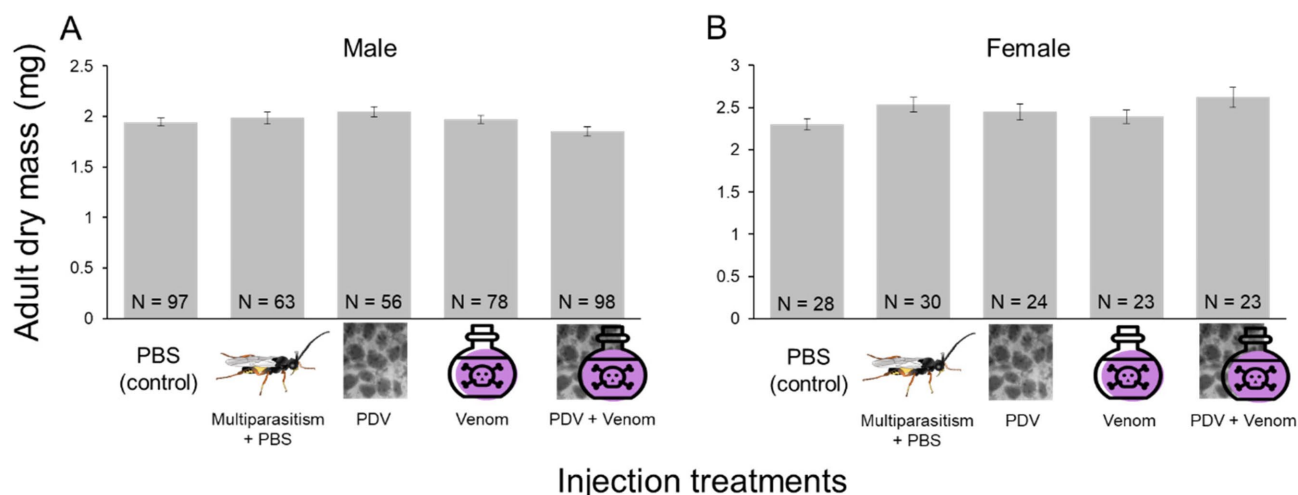 A
Male
Adult dry mass (mg)
2.5
2
1.5
1
0.5
0
N = 97
N = 63
N = 56
N = 78
N = 98
PBS
(control)
Multiparasitism
+ PBS
PDV
Venom
PDV + Venom
B
Female
3
2.5
2
1.5
1
0.5
0
N = 28
N = 30
N = 24
N = 23
N = 23
PBS
(control)
Multiparasitism
+ PBS
PDV
Venom
PDV + Venom
Injection treatments